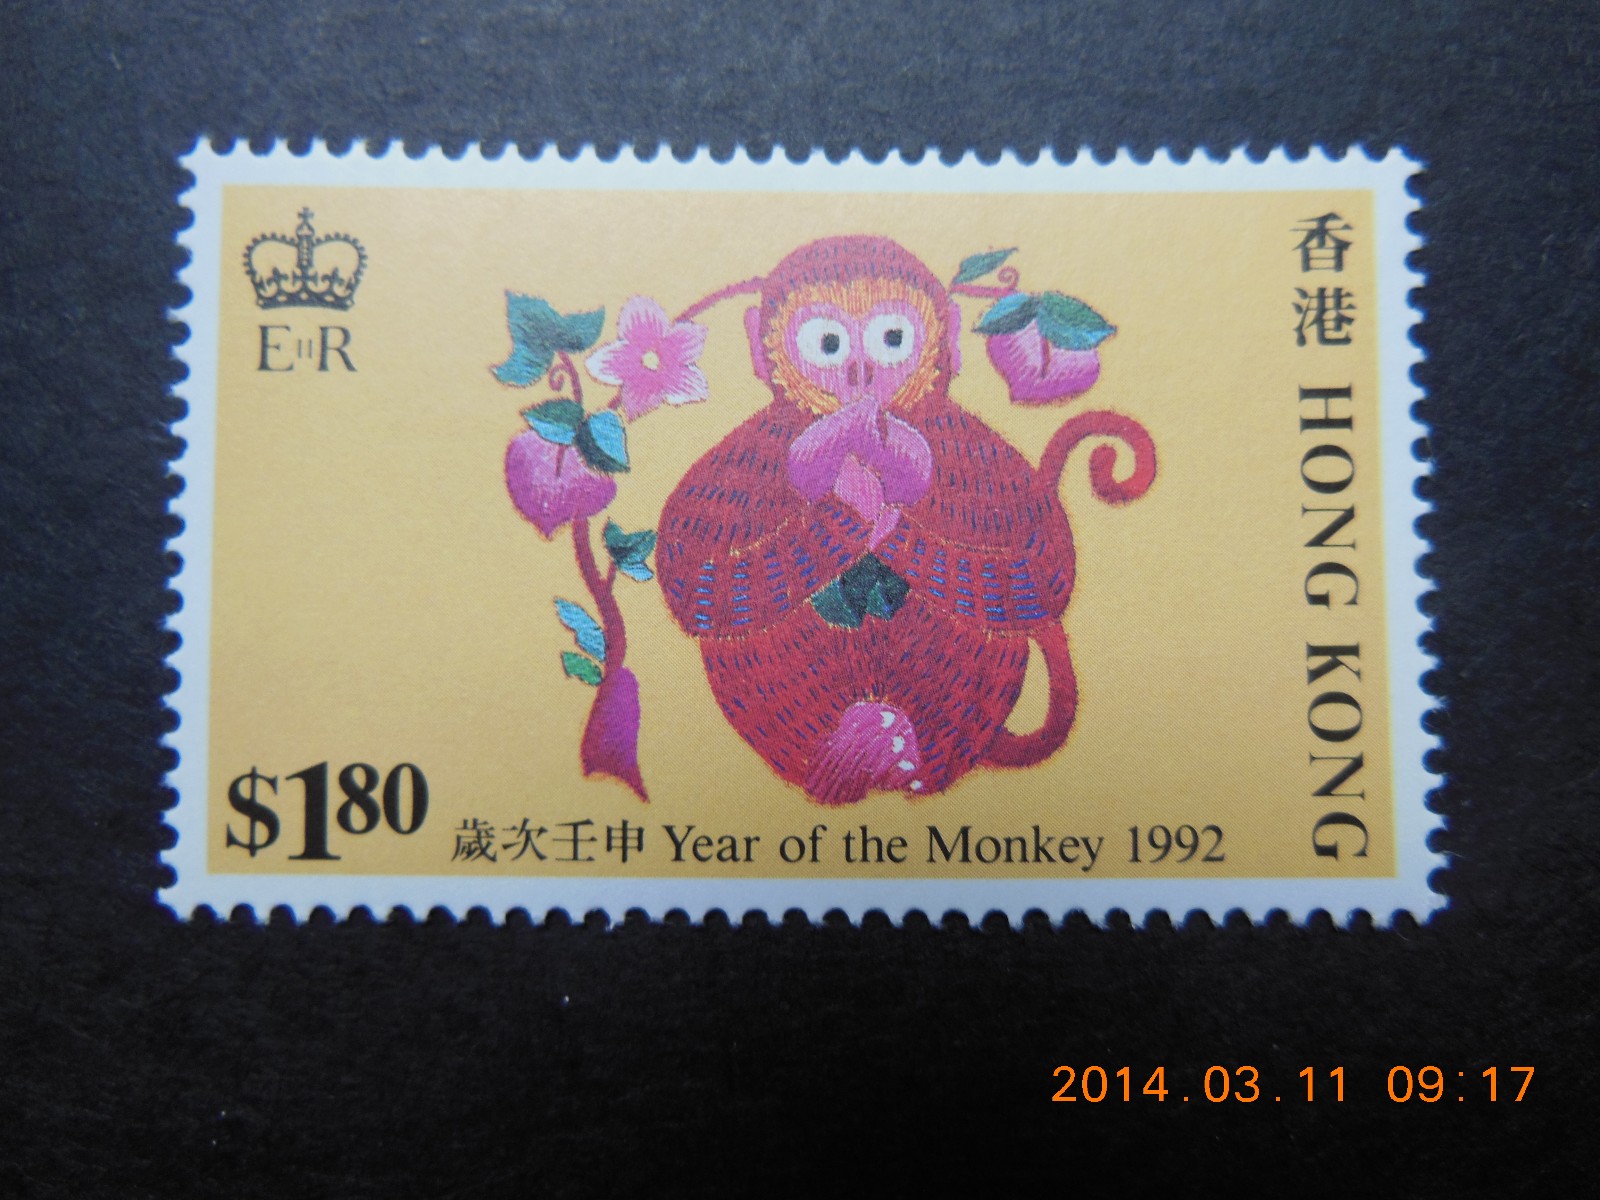 EIIR
香港 HONG KONG
$1.80
歲次壬申 Year of the Monkey 1992
2014.03.11 09:17